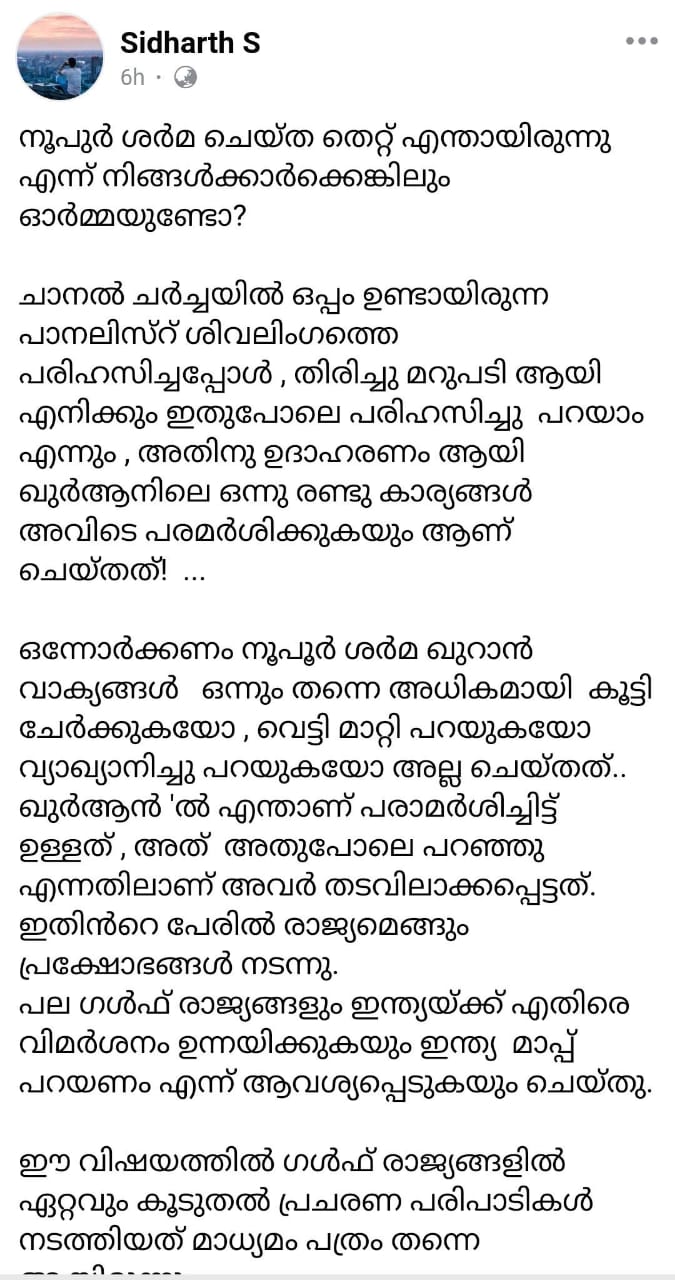 Sidharth S
6h ·
നൂപുർ ശർമ ചെയ്ത തെറ്റ് എന്തായിരുന്നു
എന്ന് നിങ്ങൾക്കാർക്കെങ്കിലും
ഓർമ്മയുണ്ടോ?
ചാനൽ ചർച്ചയിൽ ഒപ്പം ഉണ്ടായിരുന്ന
പാനലിസ്റ് ശിവലിംഗത്തെ
പരിഹസിച്ചപ്പോൾ , തിരിച്ചു മറുപടി ആയി
എനിക്കും ഇതുപോലെ പരിഹസിച്ചു പറയാം
എന്നും , അതിനു ഉദാഹരണം ആയി
ഖുർആനിലെ ഒന്നു രണ്ടു കാര്യങ്ങൾ
അവിടെ പരമർശിക്കുകയും ആണ്
ചെയ്തത്! ...
ഒന്നോർക്കണം നൂപൂർ ശർമ ഖുറാൻ
വാക്യങ്ങൾ ഒന്നും തന്നെ അധികമായി കൂട്ടി
ചേർക്കുകയോ , വെട്ടി മാറ്റി പറയുകയോ
വ്യാഖ്യാനിച്ചു പറയുകയോ അല്ല ചെയ്തത്..
ഖുർആൻ 'ൽ എന്താണ് പരാമർശിച്ചിട്ട്
ഉള്ളത് , അത് അതുപോലെ പറഞ്ഞു
എന്നതിലാണ് അവർ തടവിലാക്കപ്പെട്ടത്.
ഇതിൻറെ പേരിൽ രാജ്യമെങ്ങും
പ്രക്ഷോഭങ്ങൾ നടന്നു.
പല ഗൾഫ് രാജ്യങ്ങളും ഇന്ത്യയ്ക്ക് എതിരെ
വിമർശനം ഉന്നയിക്കുകയും ഇന്ത്യ മാപ്പ്
പറയണം എന്ന് ആവശ്യപ്പെടുകയും ചെയ്തു.
ഈ വിഷയത്തിൽ ഗൾഫ് രാജ്യങ്ങളിൽ
ഏറ്റവും കൂടുതൽ പ്രചരണ പരിപാടികൾ
നടത്തിയത് മാധ്യമം പത്രം തന്നെ